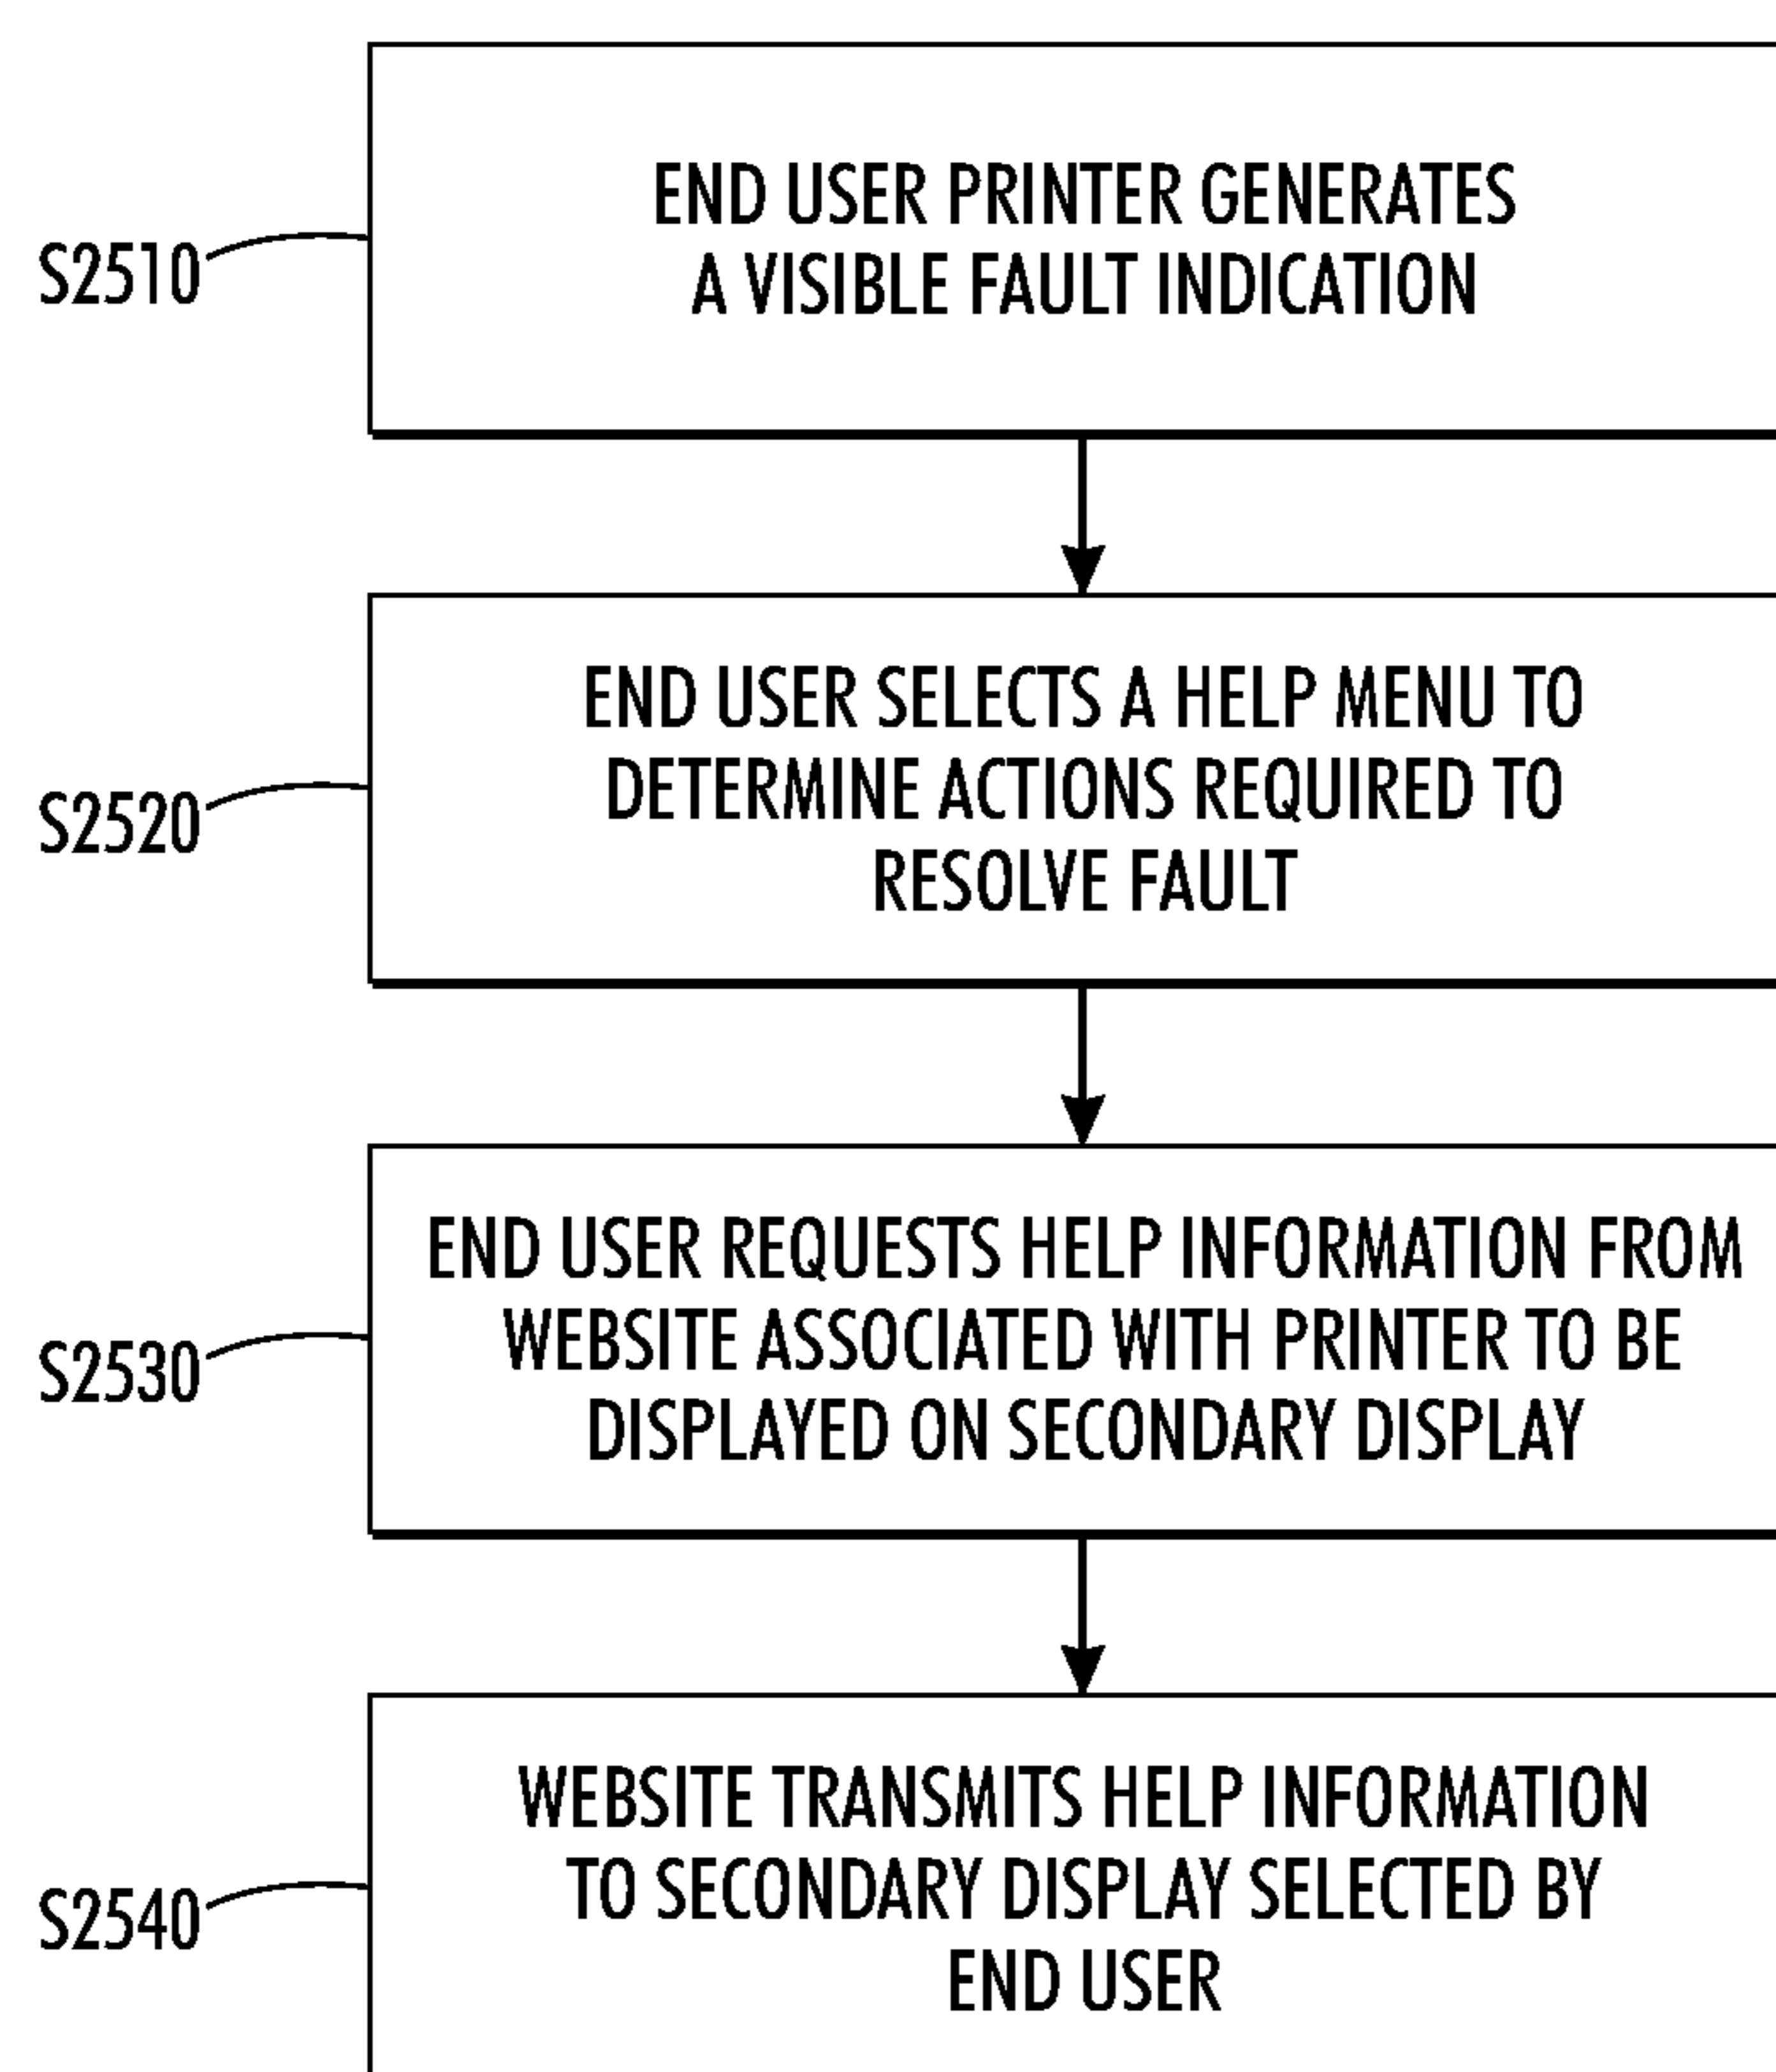 END USER PRINTER GENERATES
A VISIBLE FAULT INDICATION
S2510
END USER SELECTS A HELP MENU TO
DETERMINE ACTIONS REQUIRED TO
RESOLVE FAULT
S2520
END USER REQUESTS HELP INFORMATION FROM
WEBSITE ASSOCIATED WITH PRINTER TO BE
DISPLAYED ON SECONDARY DISPLAY
S2530
WEBSITE TRANSMITS HELP INFORMATION
TO SECONDARY DISPLAY SELECTED BY
END USER
S2540